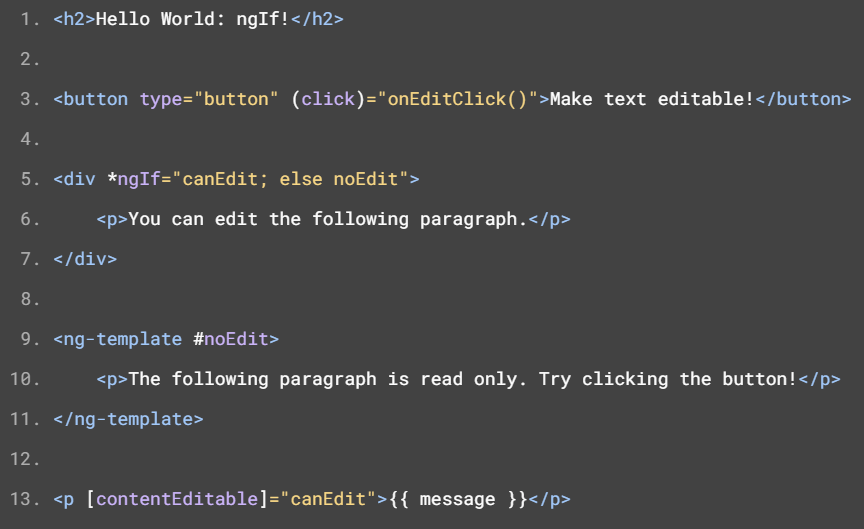 1. <h2>Hello World: ngIf!</h2>
2.
3. <button type="button" (click)="onEditClick()">Make text editable!</button>
4.
5. <div *ngIf="canEdit; else noEdit">
6.     <p>You can edit the following paragraph.</p>
7. </div>
8.
9. <ng-template #noEdit>
10.     <p>The following paragraph is read only. Try clicking the button!</p>
11. </ng-template>
12.
13. <p [contentEditable]="canEdit">{{ message }}</p>